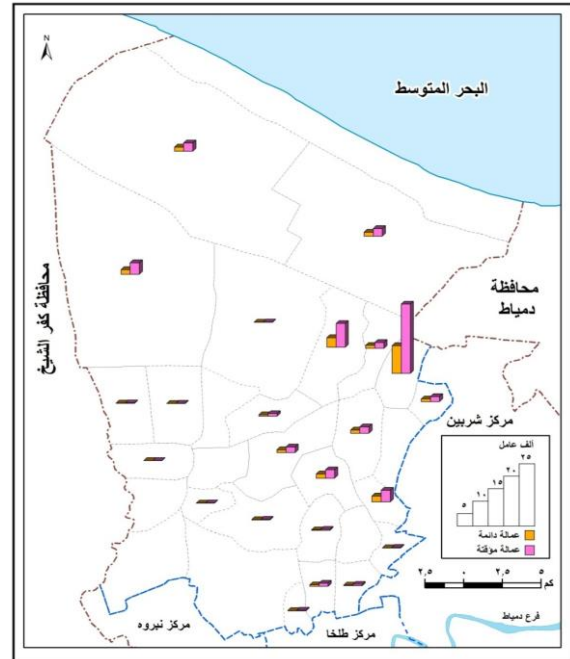 N
البحر المتوسط
محافظة
دمياط
محافظة كفر الشيخ
مركز شربين
ألف عامل
٢٥
٢٠
١٥
١٠
٥
عمالة دائمة
عمالة مؤقتة
٢,٥ ٠ ٢,٥ ٥ كم
فرع دمياط
مركز طلخا
مركز نبروه